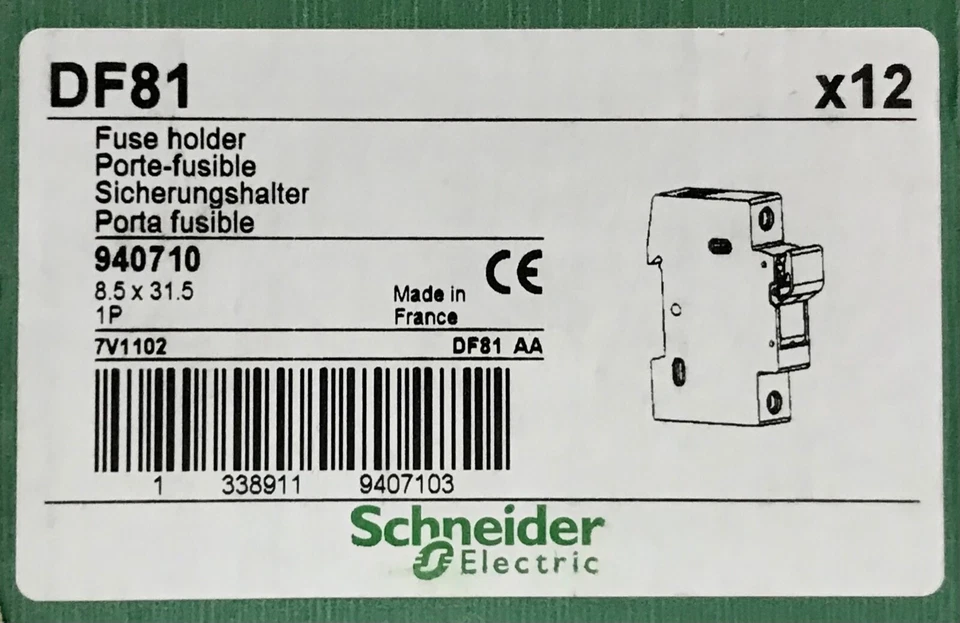 DF81 x12
Fuse holder
Porte-fusible
Sicherungshalter
Porta fusible
940710
8.5 x 31.5
1P
Made in
France
CE
7V1102 DF81 AA
1 338911 9407103
Schneider
Electric